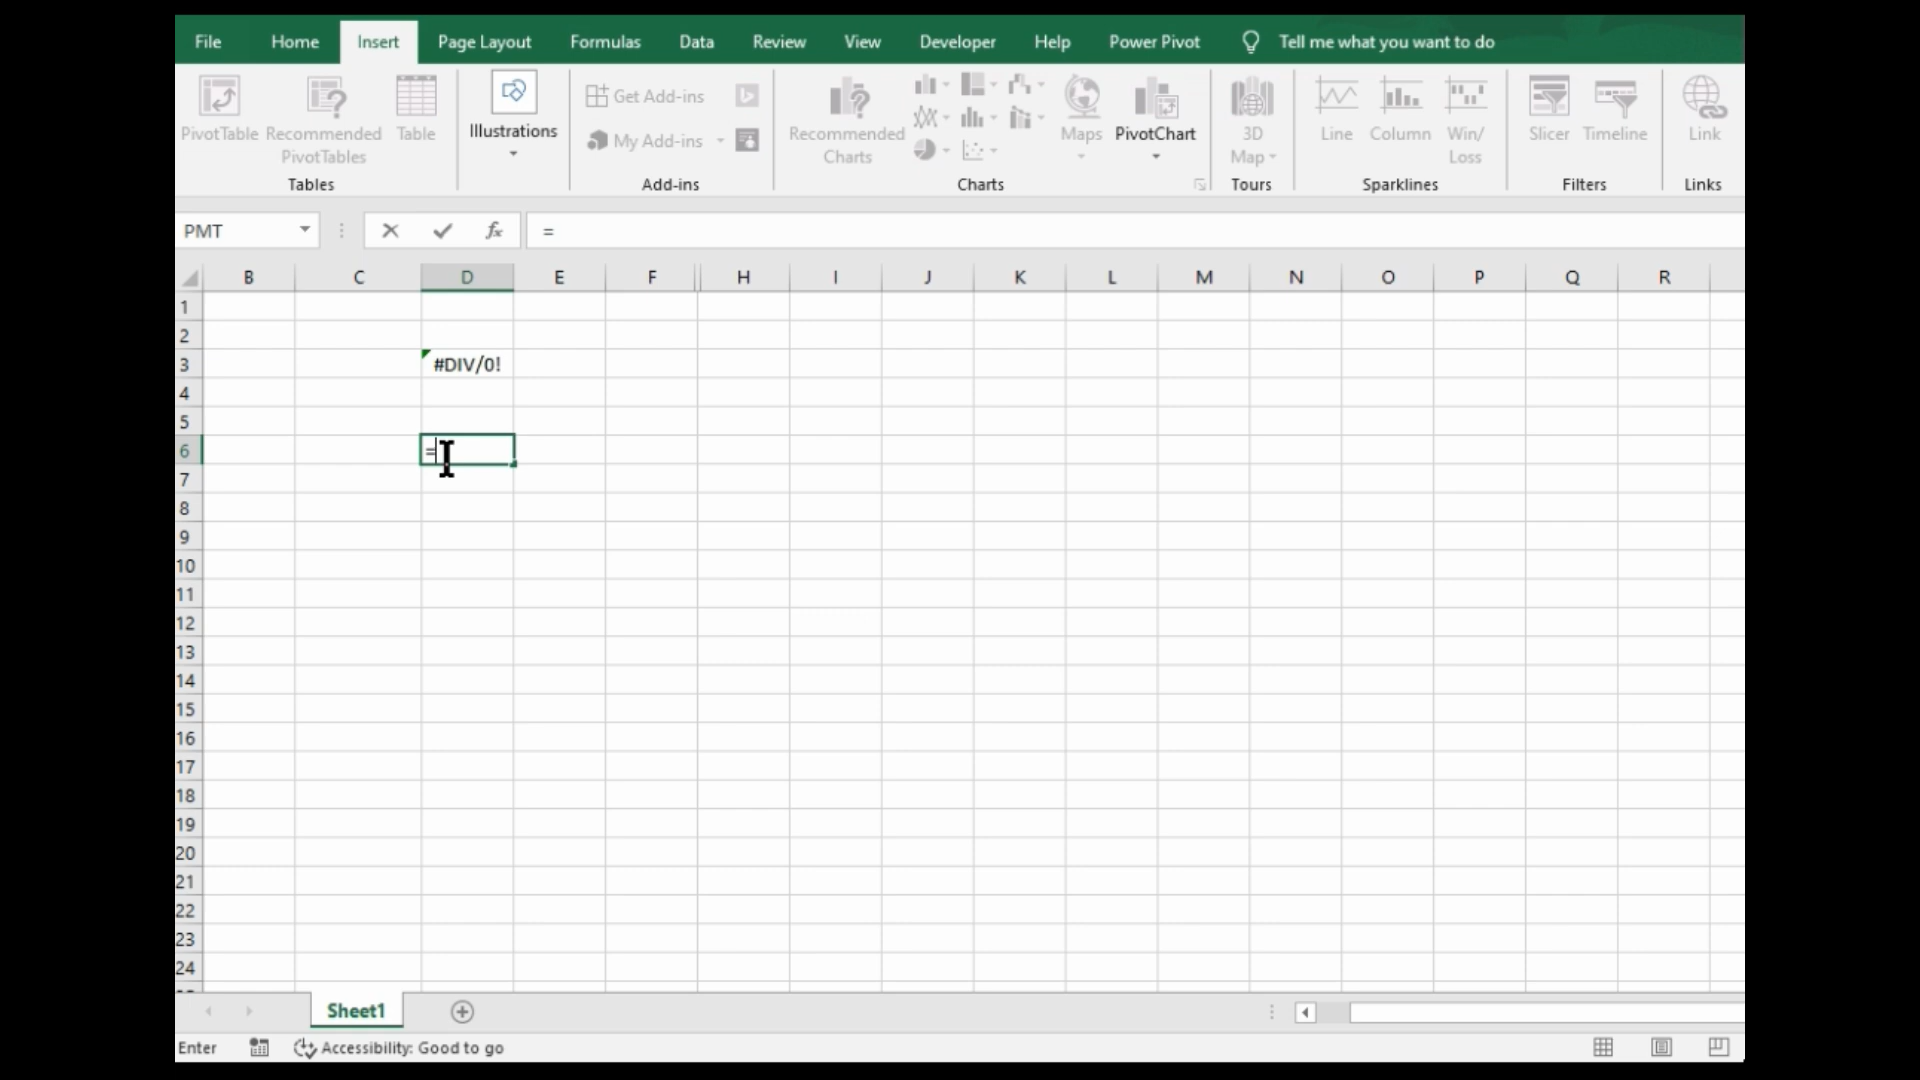 File Home Insert Page Layout Formulas Data Review View Developer Help Power Pivot Tell me what you want to do
PivotTable
Recommended
PivotTables
Table
Tables
Illustrations
Get Add-ins
My Add-ins
Add-ins
Recommended
Charts
Maps
PivotChart
Charts
3D
Map
Tours
Line
Column
Win/
Loss
Sparklines
Slicer
Timeline
Filters
Link
Links
PMT fx =
B C D E F H I J K L M N O P Q R
1
2
3 #DIV/0!
4
5
6 =
7
8
9
10
11
12
13
14
15
16
17
18
19
20
21
22
23
24
Sheet1
Enter Accessibility: Good to go